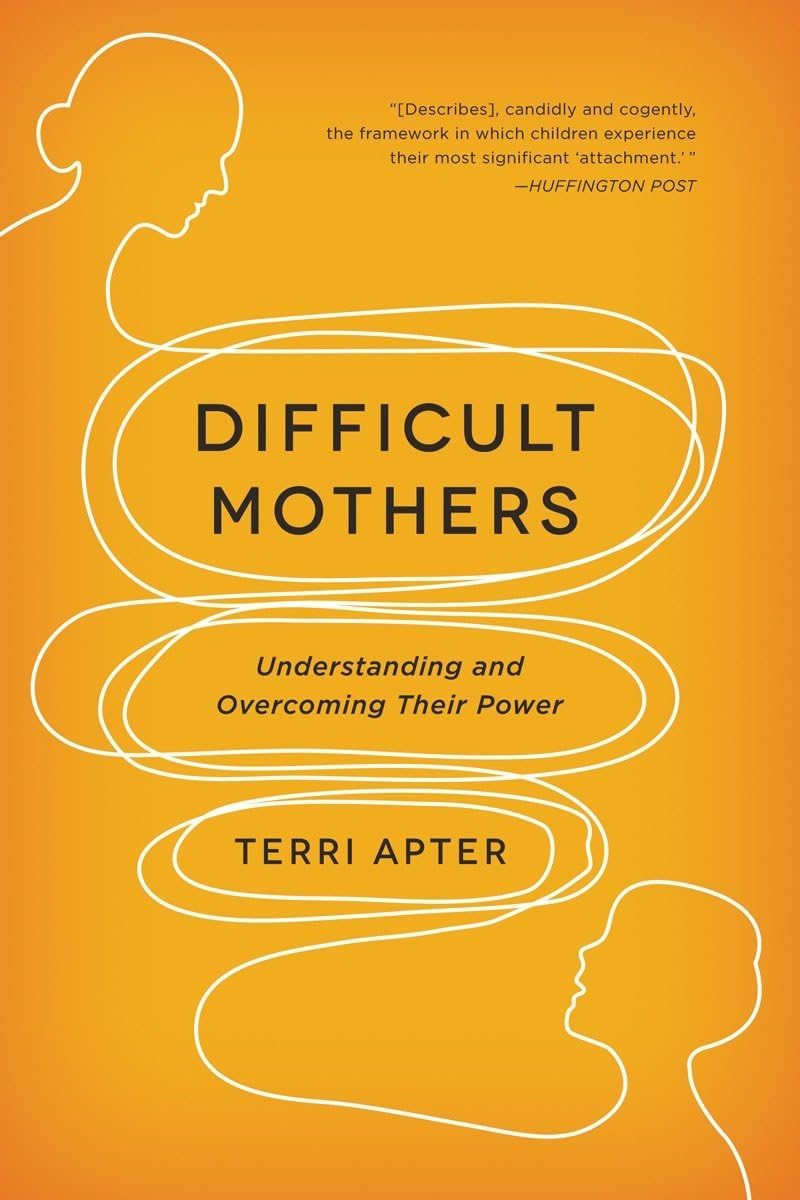 “[Describes], candidly and cogently,
the framework in which children experience
their most significant ‘attachment.’ ”
—HUFFINGTON POST
DIFFICULT
MOTHERS
Understanding and
Overcoming Their Power
TERRI APTER